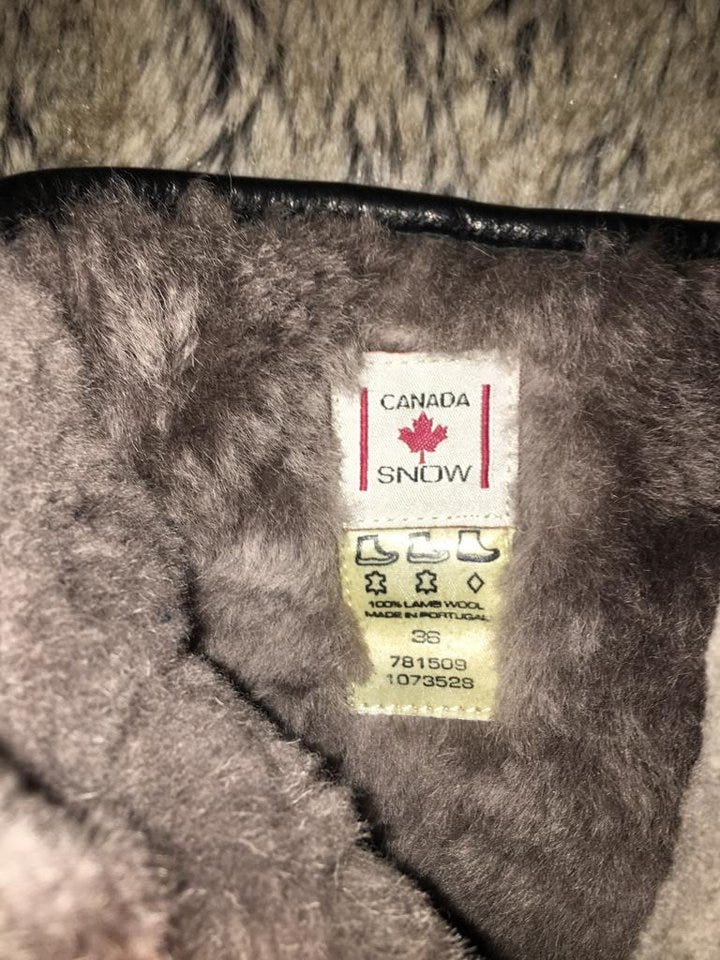 CANADA
SNOW
100% LAMB WOOL
MADE IN PORTUGAL
36
781509
1073528